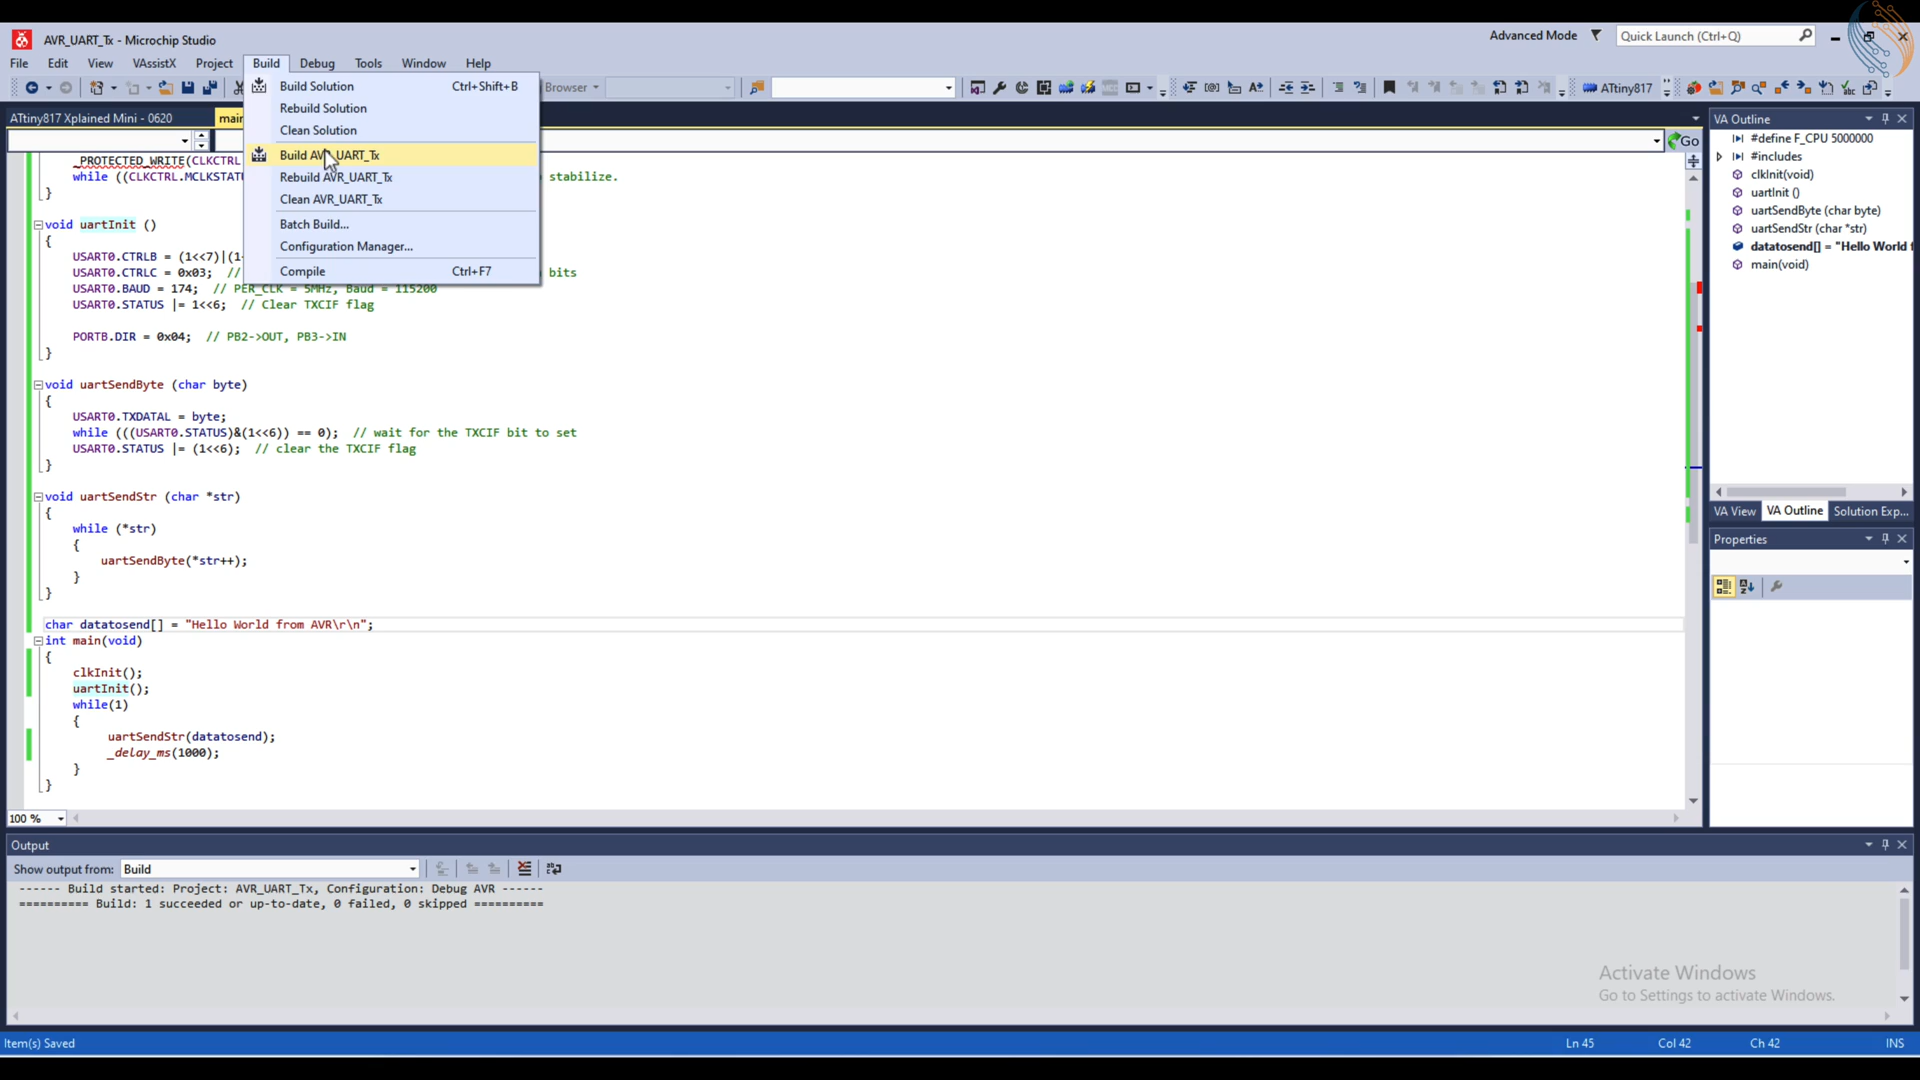 AVR_UART_Tx - Microchip Studio
Advanced Mode
Quick Launch (Ctrl+Q)
File Edit View VAssistX Project Build Debug Tools Window Help
Browser
ATtiny817
Build Solution Ctrl+Shift+B
Rebuild Solution
Clean Solution
Build AVR_UART_Tx
Rebuild AVR_UART_Tx
Clean AVR_UART_Tx
Batch Build...
Configuration Manager...
Compile Ctrl+F7
ATtiny817 Xplained Mini - 0620
Go
_PROTECTED_WRITE(CLKCTRL
while ((CLKCTRL.MCLKSTATU stabilize.
}
void uartInit ()
{
USART0.CTRLB = (1<<7)|(1
USART0.CTRLC = 0x03; // bits
USART0.BAUD = 174; // PER_CLK = 5MHz, Baud = 115200
USART0.STATUS |= 1<<6; // Clear TXCIF flag
PORTB.DIR = 0x04; // PB2->OUT, PB3->IN
}
void uartSendByte (char byte)
{
USART0.TXDATAL = byte;
while (((USART0.STATUS)&(1<<6)) == 0); // wait for the TXCIF bit to set
USART0.STATUS |= (1<<6); // clear the TXCIF flag
}
void uartSendStr (char *str)
{
while (*str)
{
uartSendByte(*str++);
}
}
char datatosend[] = "Hello World from AVR\r\n";
int main(void)
{
clkInit();
uartInit();
while(1)
{
uartSendStr(datatosend);
_delay_ms(1000);
}
}
100 %
VA Outline
#define F_CPU 5000000
#includes
clkInit(void)
uartInit ()
uartSendByte (char byte)
uartSendStr (char *str)
datatosend[] = "Hello World f
main(void)
VA View VA Outline Solution Exp...
Properties
Output
Show output from: Build
------ Build started: Project: AVR_UART_Tx, Configuration: Debug AVR ------
========== Build: 1 succeeded or up-to-date, 0 failed, 0 skipped ==========
Activate Windows
Go to Settings to activate Windows.
Item(s) Saved Ln 45 Col 42 Ch 42 INS